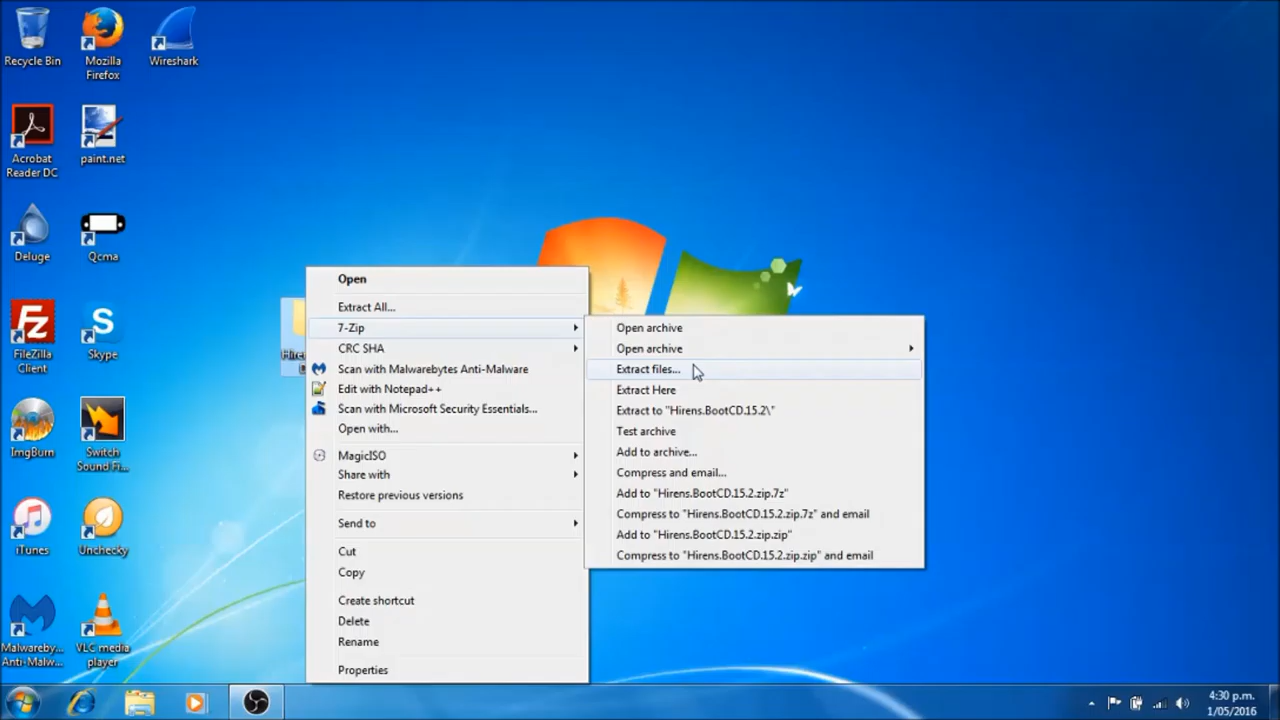 Recycle Bin
Mozilla
Firefox
Wireshark
Acrobat
Reader DC
paint.net
Deluge
Qcma
FileZilla
Client
Skype
ImgBurn
Switch
Sound Fi...
iTunes
Unchecky
Malwareby...
Anti-Malw...
VLC media
player
Open
Extract All...
7-Zip
CRC SHA
Scan with Malwarebytes Anti-Malware
Edit with Notepad++
Scan with Microsoft Security Essentials...
Open with...
MagicISO
Share with
Restore previous versions
Send to
Cut
Copy
Create shortcut
Delete
Rename
Properties
Open archive
Open archive
Extract files...
Extract Here
Extract to "Hirens.BootCD.15.2\"
Test archive
Add to archive...
Compress and email...
Add to "Hirens.BootCD.15.2.zip.7z"
Compress to "Hirens.BootCD.15.2.zip.7z" and email
Add to "Hirens.BootCD.15.2.zip.zip"
Compress to "Hirens.BootCD.15.2.zip.zip" and email
4:30 p.m.
1/05/2016